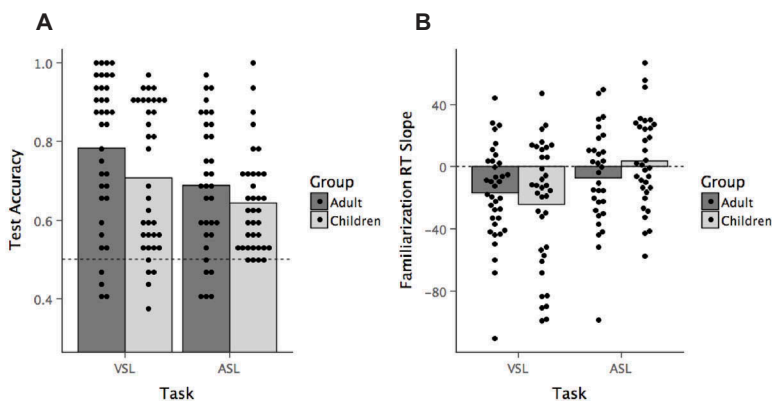 A
Test Accuracy
1.0
0.8
0.6
0.4
VSL
ASL
Task
Group
Adult
Children
B
Familiarization RT Slope
40
0
−40
−80
VSL
ASL
Task
Group
Adult
Children